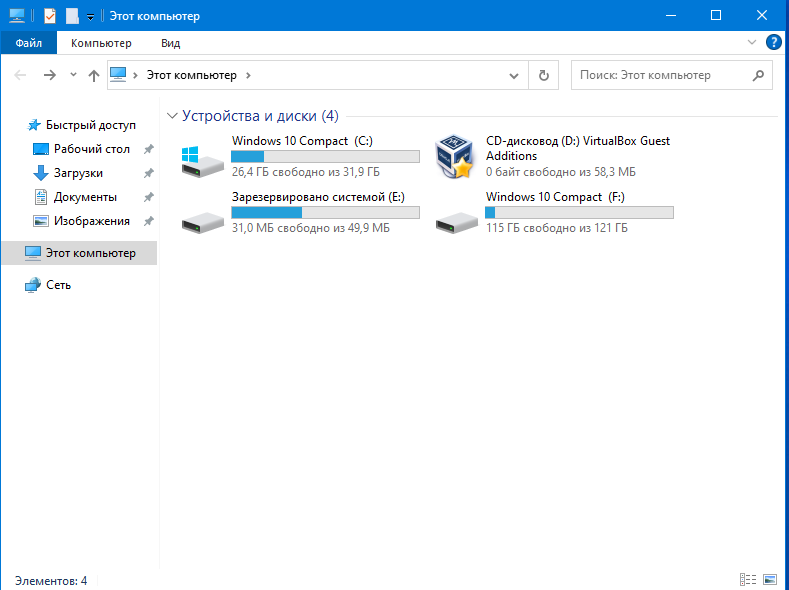 Этот компьютер
Файл
Компьютер
Вид
?
Этот компьютер
Поиск: Этот компьютер
Быстрый доступ
Рабочий стол
Загрузки
Документы
Изображения
Этот компьютер
Сеть
Устройства и диски (4)
Windows 10 Compact (C:)
26,4 ГБ свободно из 31,9 ГБ
CD-дисковод (D:) VirtualBox Guest
Additions
0 байт свободно из 58,3 МБ
Зарезервировано системой (E:)
31,0 МБ свободно из 49,9 МБ
Windows 10 Compact (F:)
115 ГБ свободно из 121 ГБ
Элементов: 4